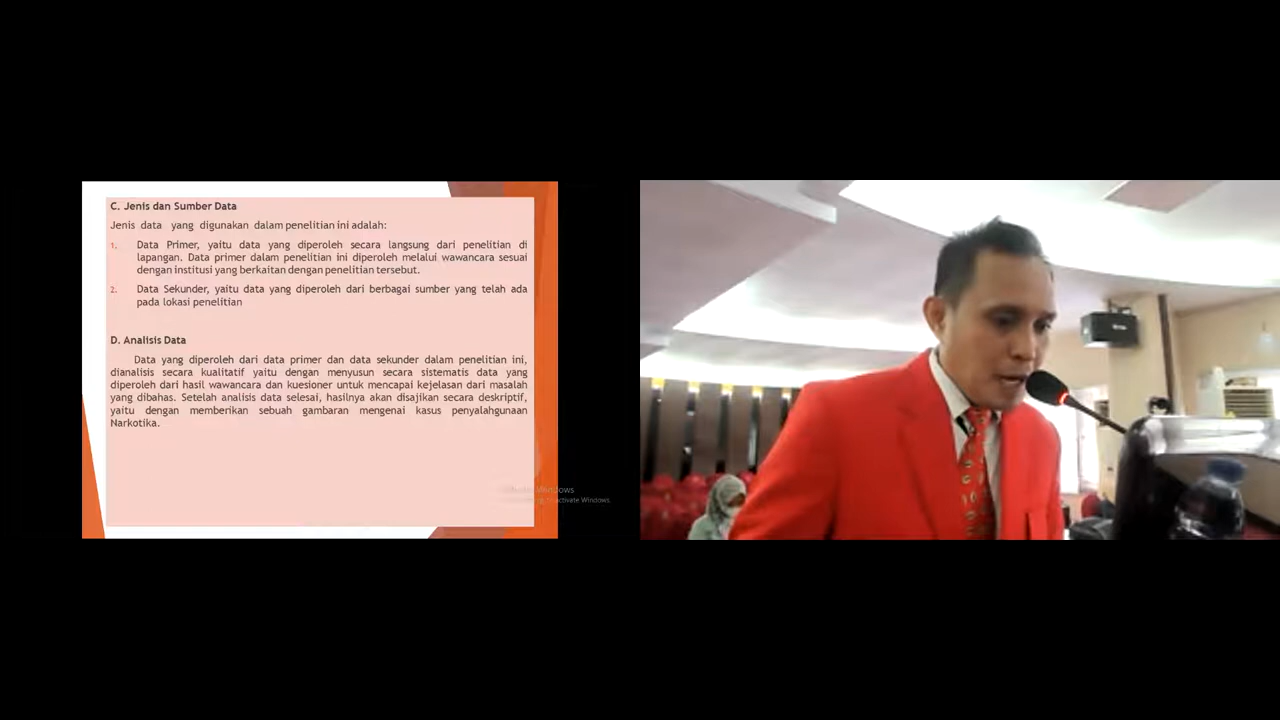 C. Jenis dan Sumber Data
Jenis data yang digunakan dalam penelitian ini adalah:
1. Data Primer, yaitu data yang diperoleh secara langsung dari penelitian di
lapangan. Data primer dalam penelitian ini diperoleh melalui wawancara sesuai
dengan institusi yang berkaitan dengan penelitian tersebut.
2. Data Sekunder, yaitu data yang diperoleh dari berbagai sumber yang telah ada
pada lokasi penelitian
D. Analisis Data
Data yang diperoleh dari data primer dan data sekunder dalam penelitian ini,
dianalisis secara kualitatif yaitu dengan menyusun secara sistematis data yang
diperoleh dari hasil wawancara dan kuesioner untuk mencapai kejelasan dari masalah
yang dibahas. Setelah analisis data selesai, hasilnya akan disajikan secara deskriptif,
yaitu dengan memberikan sebuah gambaran mengenai kasus penyalahgunaan
Narkotika.
Windows
activate Windows.